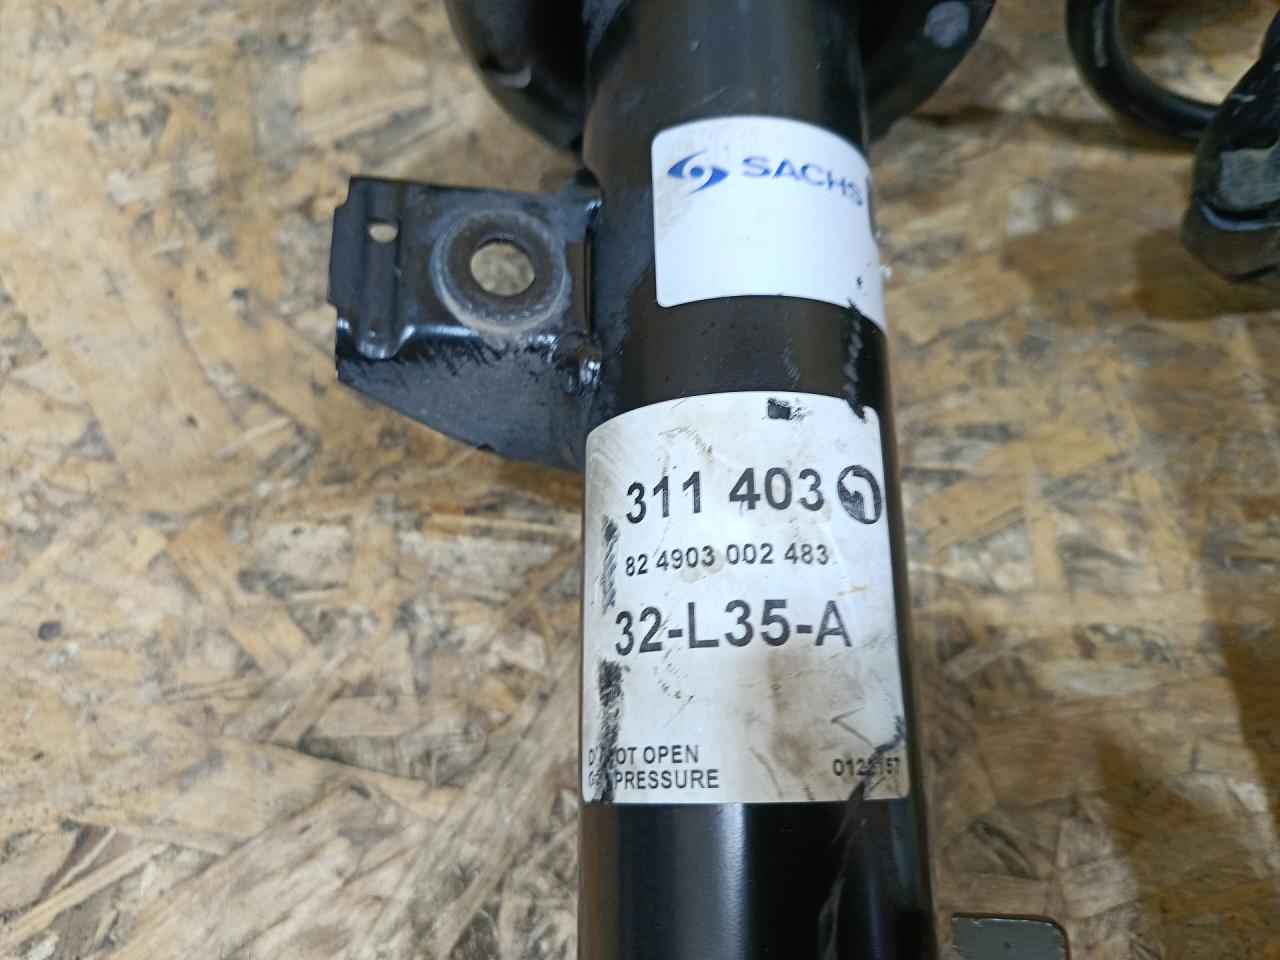 SACHS
311 403
82 4903 002 483
32-L35-A
OT OPEN
PRESSURE